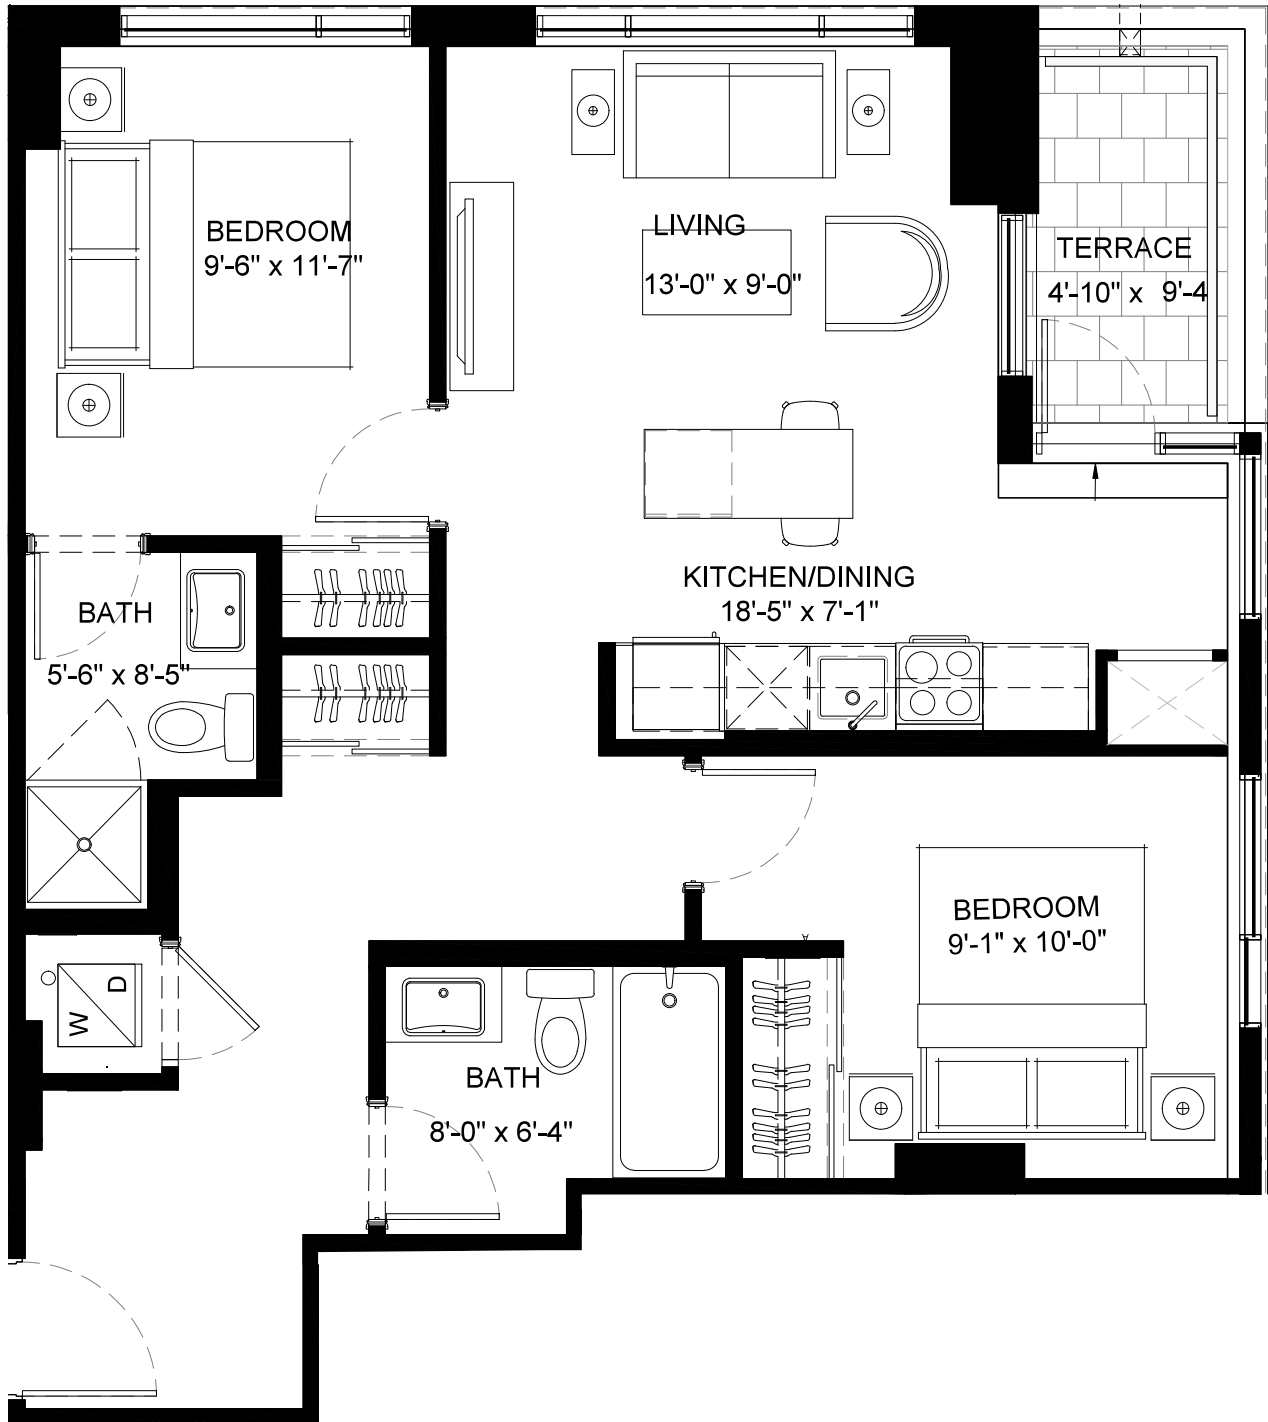 BEDROOM
9'-6" x 11'-7"
LIVING
13'-0" x 9'-0"
TERRACE
4'-10" x 9'-4
KITCHEN/DINING
18'-5" x 7'-1"
BATH
5'-6" x 8'-5"
BEDROOM
9'-1" x 10'-0"
W D
BATH
8'-0" x 6'-4"